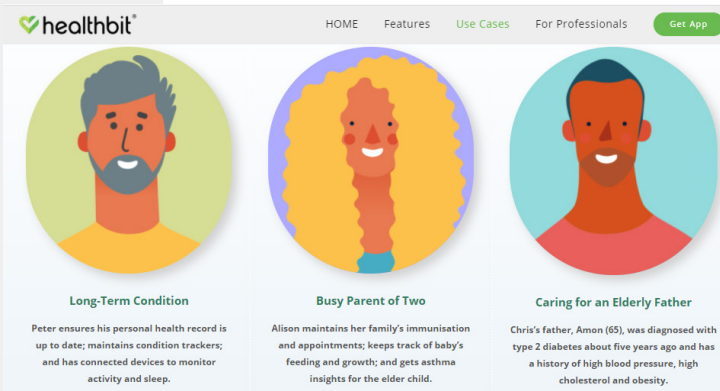 healthbit®
HOME Features Use Cases For Professionals Get App
Long-Term Condition
Peter ensures his personal health record is
up to date; maintains condition trackers;
and has connected devices to monitor
activity and sleep.
Busy Parent of Two
Alison maintains her family's immunisation
and appointments; keeps track of baby's
feeding and growth; and gets asthma
insights for the elder child.
Caring for an Elderly Father
Chris's father, Amon (65), was diagnosed with
type 2 diabetes about five years ago and has
a history of high blood pressure, high
cholesterol and obesity.